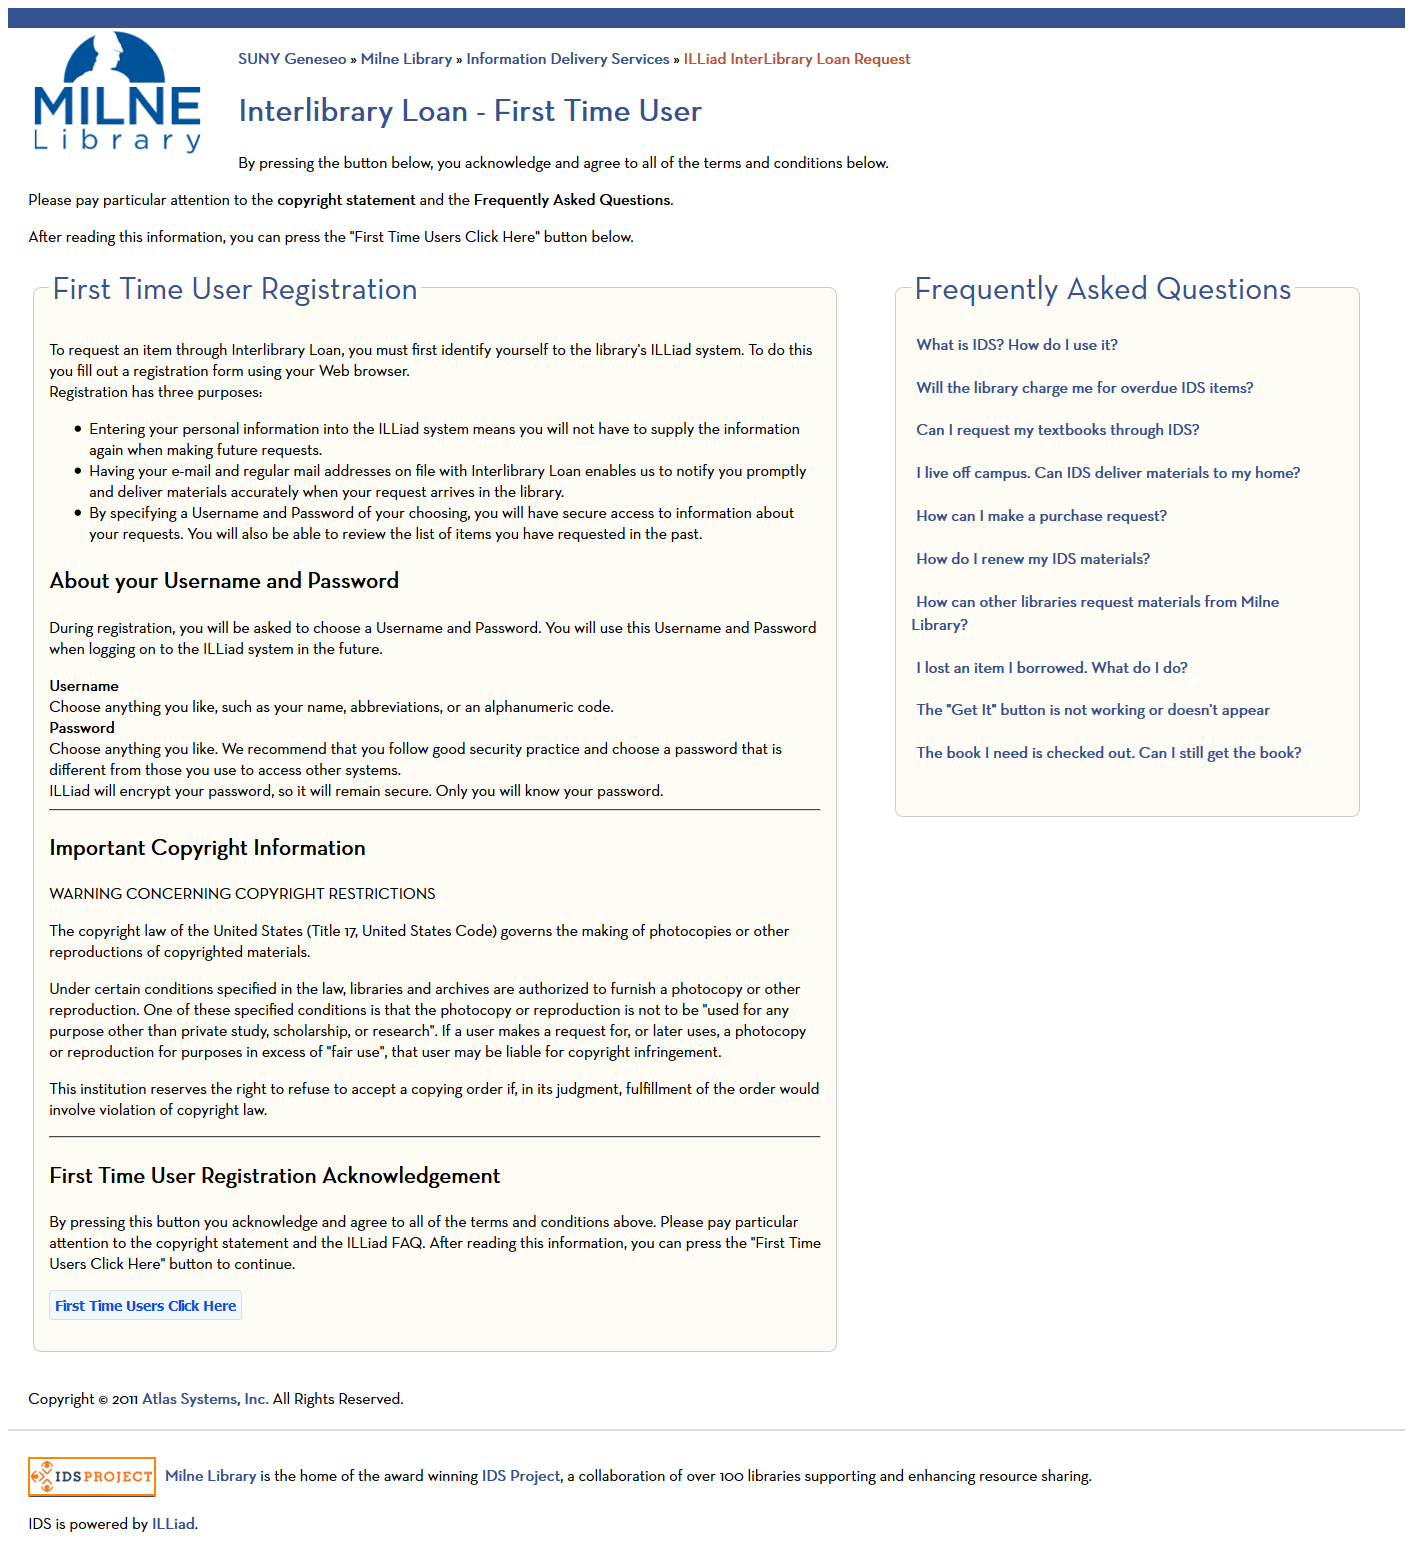 MILNE
Library
SUNY Geneseo » Milne Library » Information Delivery Services » ILLiad InterLibrary Loan Request
Interlibrary Loan - First Time User
By pressing the button below, you acknowledge and agree to all of the terms and conditions below.
Please pay particular attention to the copyright statement and the Frequently Asked Questions.
After reading this information, you can press the "First Time Users Click Here" button below.
First Time User Registration
To request an item through Interlibrary Loan, you must first identify yourself to the library's ILLiad system. To do this
you fill out a registration form using your Web browser.
Registration has three purposes:
• Entering your personal information into the ILLiad system means you will not have to supply the information
again when making future requests.
• Having your e-mail and regular mail addresses on file with Interlibrary Loan enables us to notify you promptly
and deliver materials accurately when your request arrives in the library.
• By specifying a Username and Password of your choosing, you will have secure access to information about
your requests. You will also be able to review the list of items you have requested in the past.
About your Username and Password
During registration, you will be asked to choose a Username and Password. You will use this Username and Password
when logging on to the ILLiad system in the future.
Username
Choose anything you like, such as your name, abbreviations, or an alphanumeric code.
Password
Choose anything you like. We recommend that you follow good security practice and choose a password that is
different from those you use to access other systems.
ILLiad will encrypt your password, so it will remain secure. Only you will know your password.
Important Copyright Information
WARNING CONCERNING COPYRIGHT RESTRICTIONS
The copyright law of the United States (Title 17, United States Code) governs the making of photocopies or other
reproductions of copyrighted materials.
Under certain conditions specified in the law, libraries and archives are authorized to furnish a photocopy or other
reproduction. One of these specified conditions is that the photocopy or reproduction is not to be "used for any
purpose other than private study, scholarship, or research". If a user makes a request for, or later uses, a photocopy
or reproduction for purposes in excess of "fair use", that user may be liable for copyright infringement.
This institution reserves the right to refuse to accept a copying order if, in its judgment, fulfillment of the order would
involve violation of copyright law.
First Time User Registration Acknowledgement
By pressing this button you acknowledge and agree to all of the terms and conditions above. Please pay particular
attention to the copyright statement and the ILLiad FAQ. After reading this information, you can press the "First Time
Users Click Here" button to continue.
First Time Users Click Here
Frequently Asked Questions
What is IDS? How do I use it?
Will the library charge me for overdue IDS items?
Can I request my textbooks through IDS?
I live off campus. Can IDS deliver materials to my home?
How can I make a purchase request?
How do I renew my IDS materials?
How can other libraries request materials from Milne
Library?
I lost an item I borrowed. What do I do?
The "Get It" button is not working or doesn't appear
The book I need is checked out. Can I still get the book?
Copyright © 2011 Atlas Systems, Inc. All Rights Reserved.
IDS PROJECT Milne Library is the home of the award winning IDS Project, a collaboration of over 100 libraries supporting and enhancing resource sharing.
IDS is powered by ILLiad.